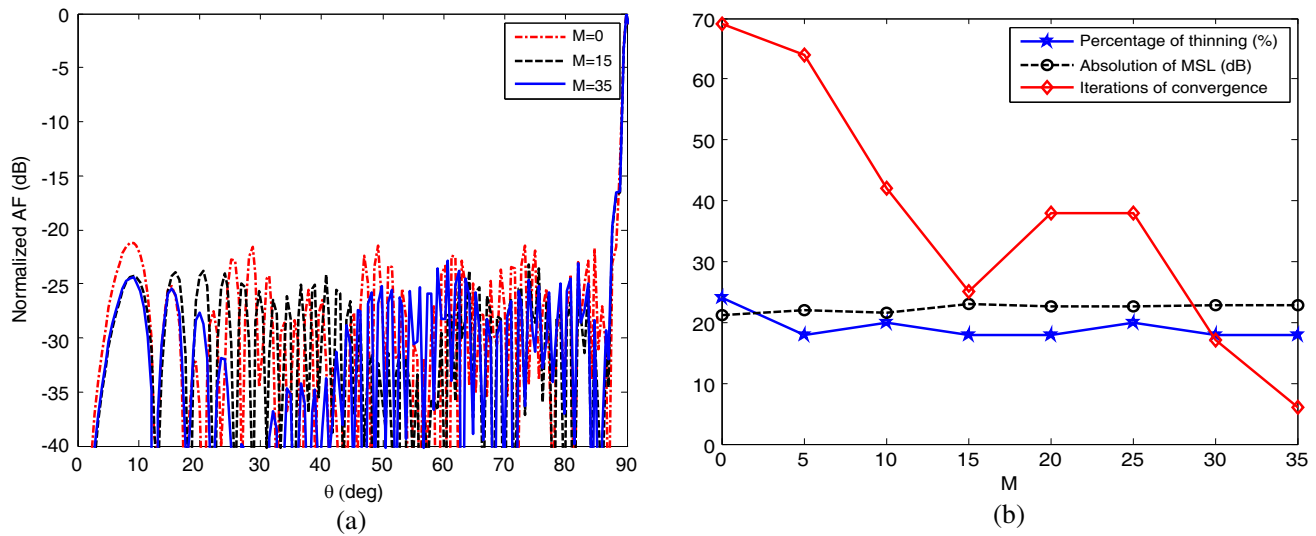 0
-5
-10
-15
-20
-25
-30
-35
-40
Normalized AF (dB)
M=0
M=15
M=35
0 10 20 30 40 50 60 70 80 90
θ (deg)
(a)
70
60
50
40
30
20
10
0
Percentage of thinning (%)
Absolution of MSL (dB)
Iterations of convergence
0 5 10 15 20 25 30 35
M
(b)